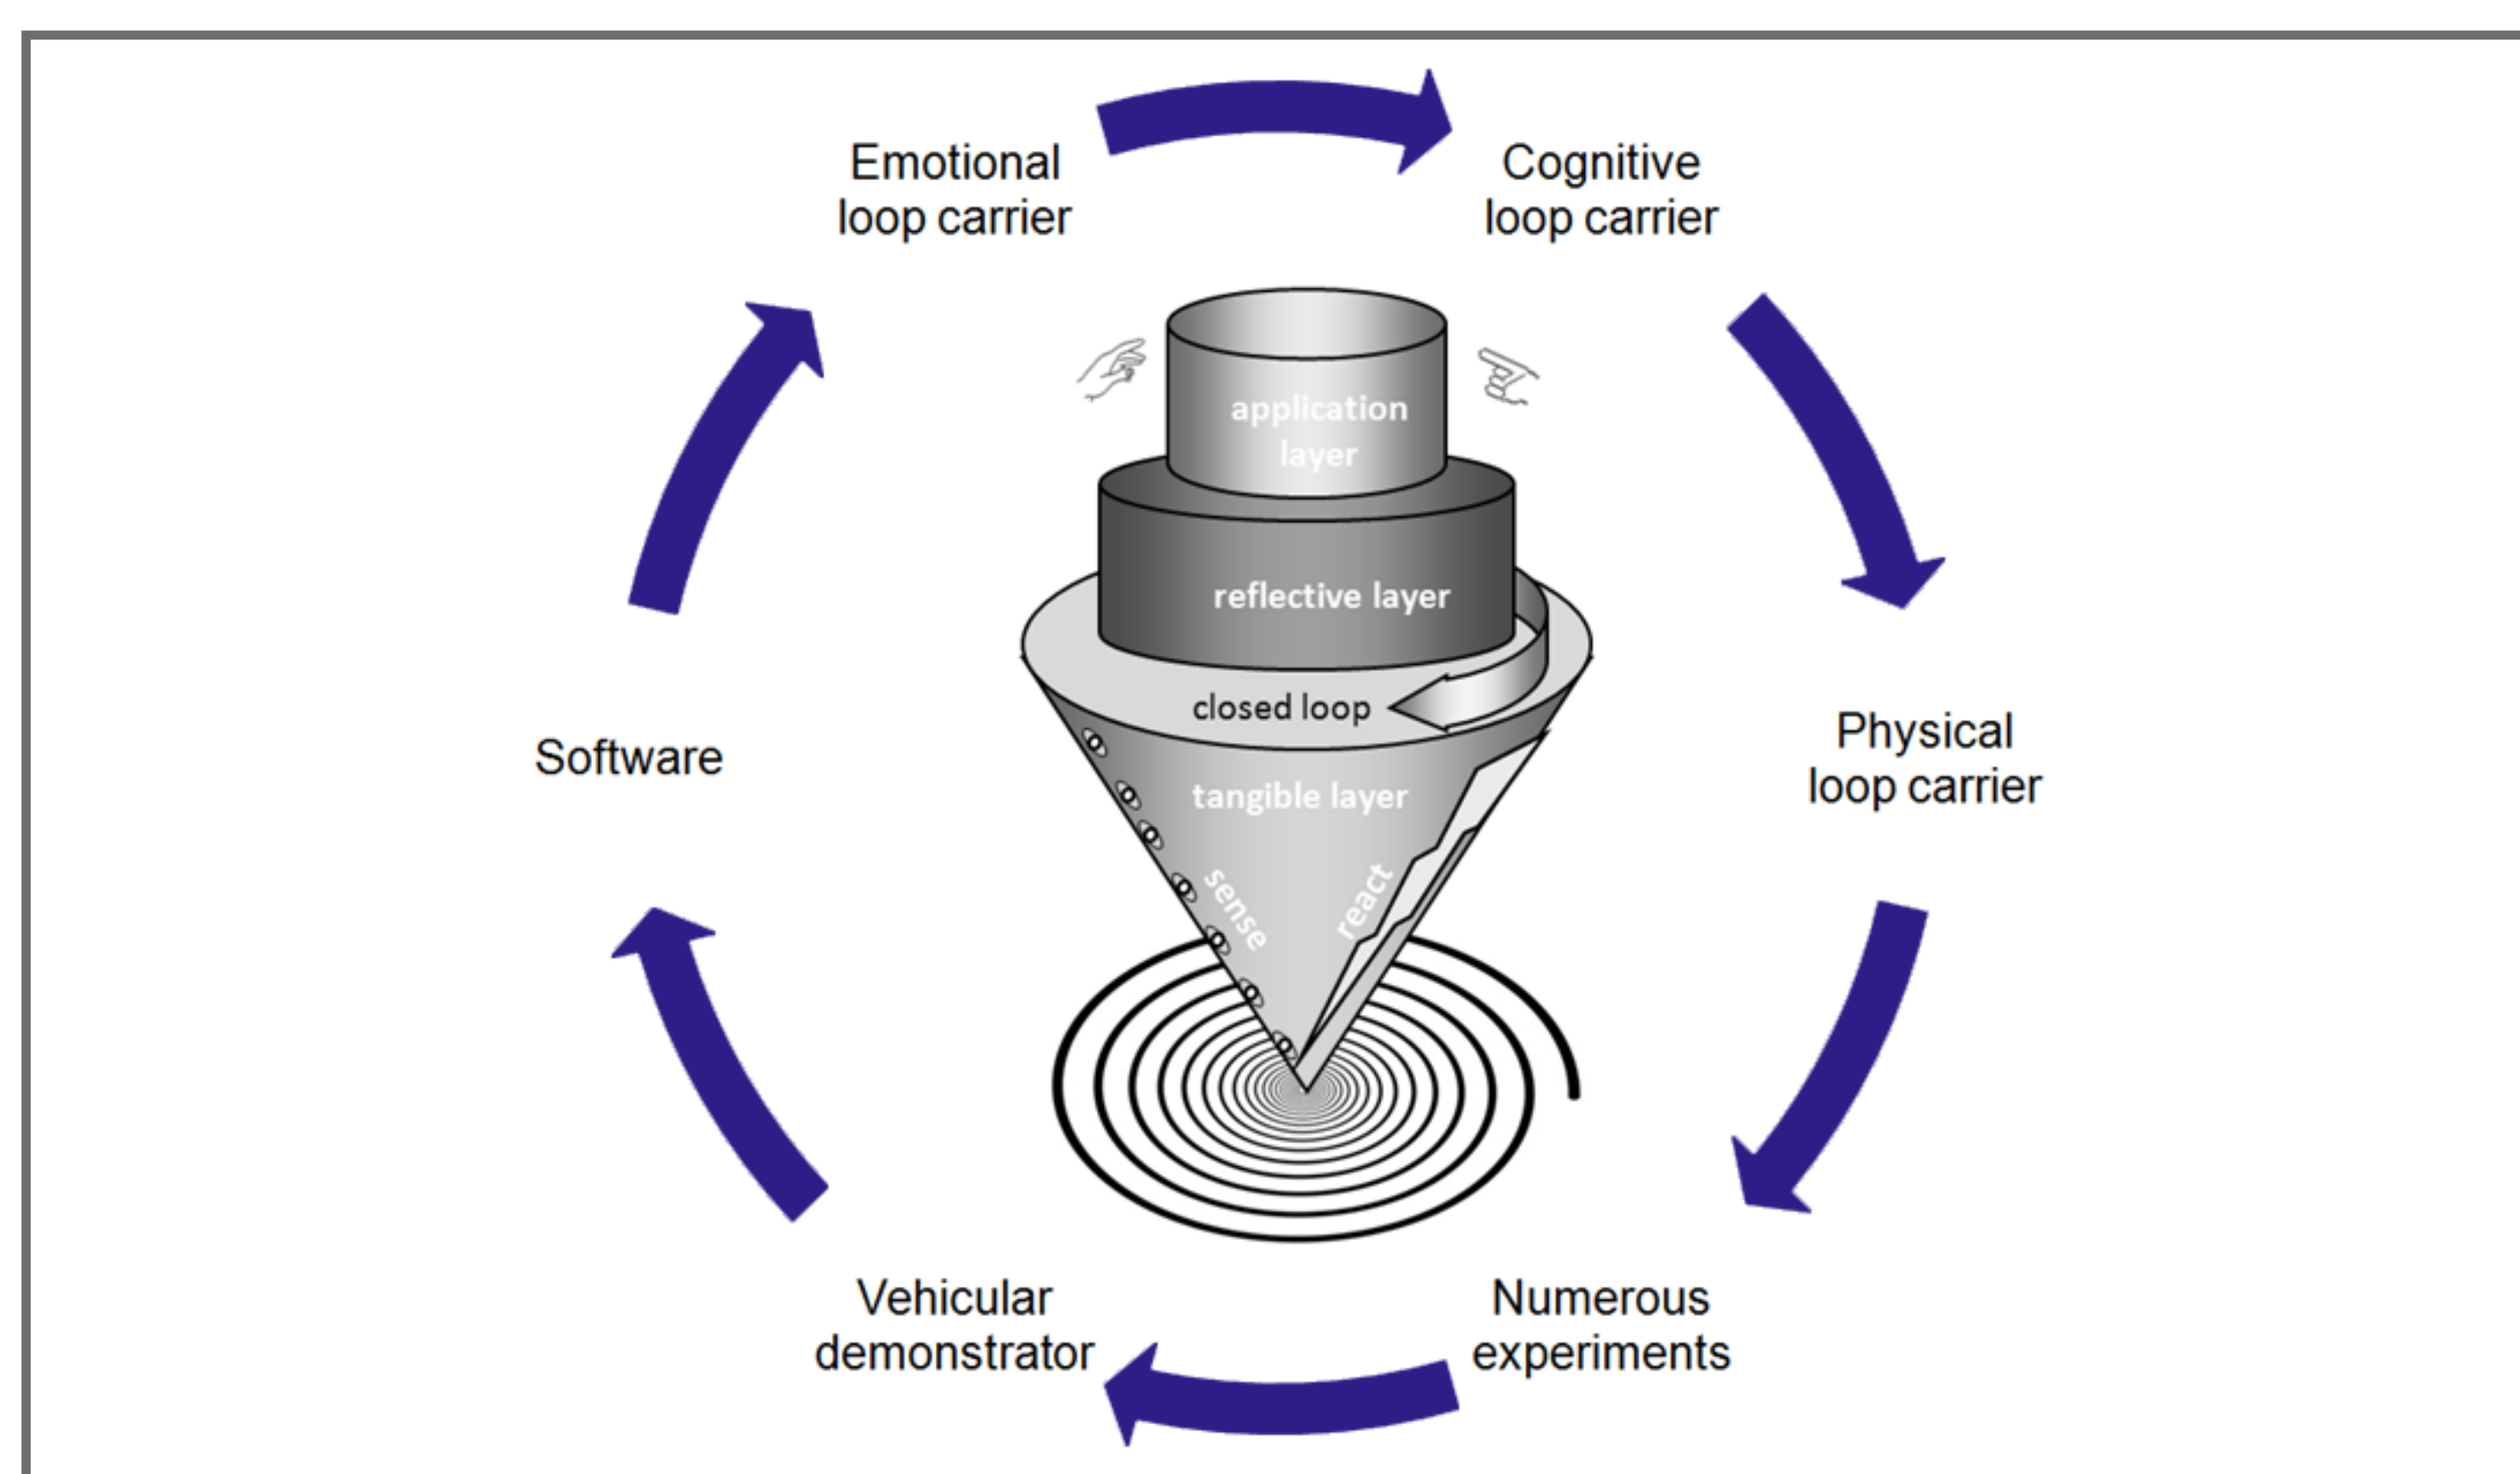 Emotional
loop carrier
Cognitive
loop carrier
application
layer
reflective layer
closed loop
tangible layer
sense
react
Software
Physical
loop carrier
Vehicular
demonstrator
Numerous
experiments